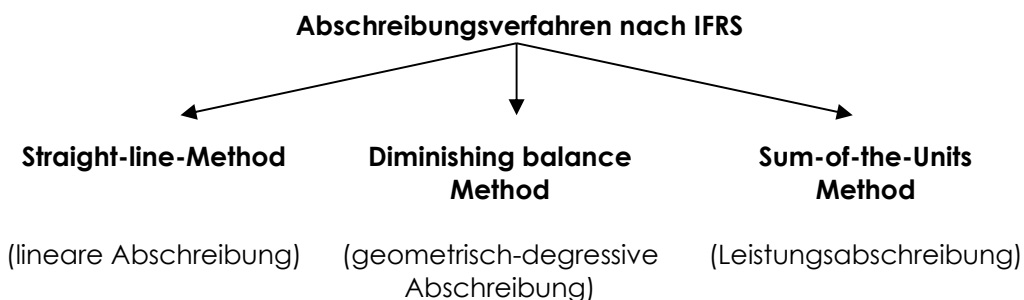 Abschreibungsverfahren nach IFRS
Straight-line-Method
(lineare Abschreibung)
Diminishing balance
Method
(geometrisch-degressive
Abschreibung)
Sum-of-the-Units
Method
(Leistungsabschreibung)